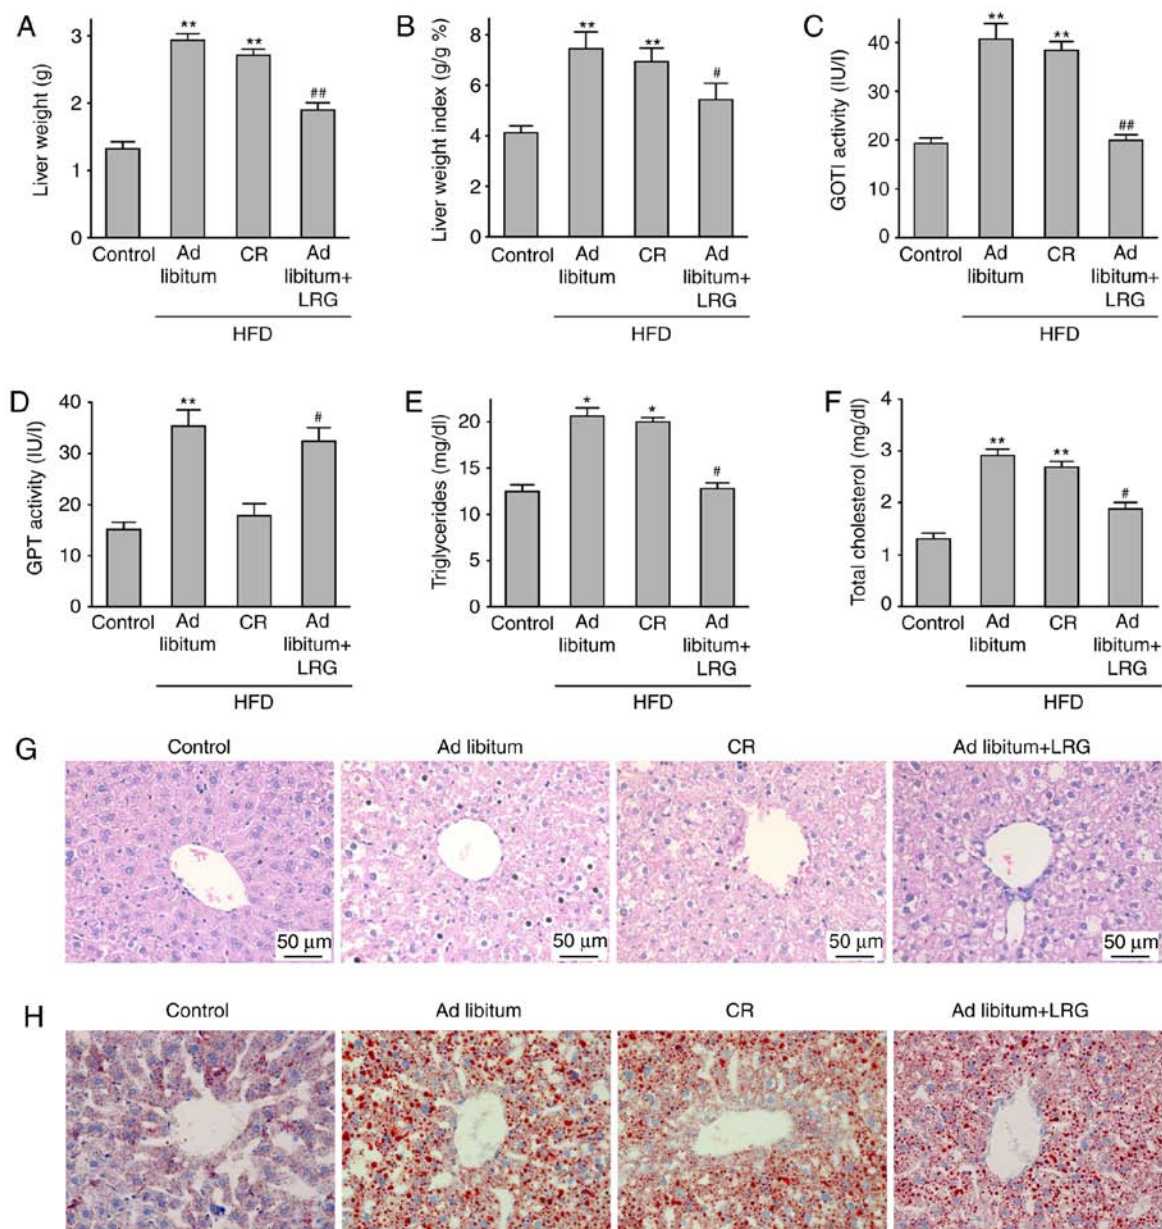 A
Liver weight (g)
3
2
1
0
**
**
##
Control
Ad
libitum
CR
Ad
libitum+
LRG
HFD
B
Liver weight index (g/g %)
8
6
4
2
0
**
**
#
Control
Ad
libitum
CR
Ad
libitum+
LRG
HFD
C
GOTI activity (IU/l)
40
30
20
10
0
**
**
##
Control
Ad
libitum
CR
Ad
libitum+
LRG
HFD
D
GPT activity (IU/l)
40
30
20
10
0
**
#
Control
Ad
libitum
CR
Ad
libitum+
LRG
HFD
E
Triglycerides (mg/dl)
20
15
10
5
0
*
*
#
Control
Ad
libitum
CR
Ad
libitum+
LRG
HFD
F
Total cholesterol (mg/dl)
4
3
2
1
0
**
**
#
Control
Ad
libitum
CR
Ad
libitum+
LRG
HFD
G
Control
Ad libitum
CR
Ad libitum+LRG
50 μm
50 μm
50 μm
50 μm
H
Control
Ad libitum
CR
Ad libitum+LRG